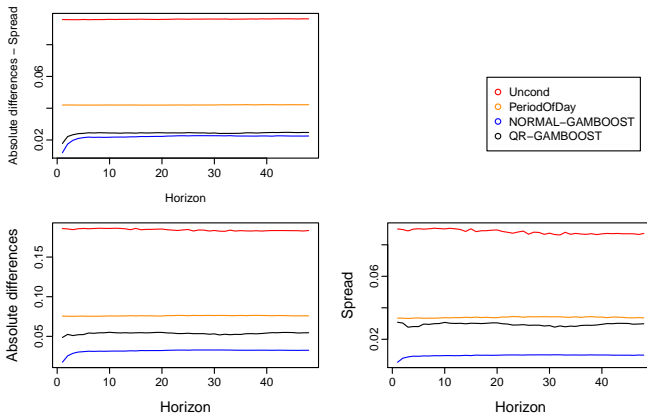 Absolute differences − Spread
0.02
0.06
0
10
20
30
40
Horizon
Uncond
PeriodOfDay
NORMAL−GAMBOOST
QR−GAMBOOST
Absolute differences
0.05
0.10
0.15
0
10
20
30
40
Horizon
Spread
0.02
0.06
0
10
20
30
40
Horizon